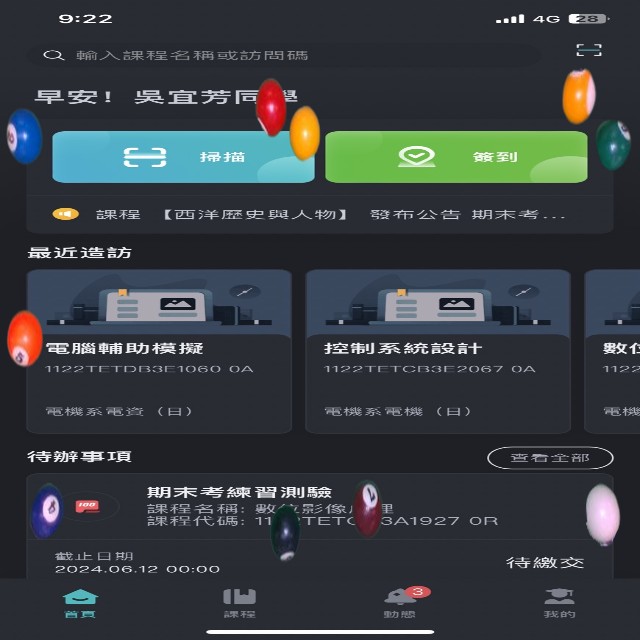 9:22
4G 28
輸入課程名稱或訪問碼
早安！ 吳宜芳同學
掃描
簽到
課程 【西洋歷史與人物】 發布公告 期末考...
最近造訪
電腦輔助模擬
1122TETDB3E1060 0A
電機系電資（日）
控制系統設計
1122TETCB3E2067 0A
電機系電機（日）
數位
1122
電機
待辦事項
查看全部
100
期末考練習測驗
課程名稱: 數位影像處理
課程代碼: 1122TETC 3A1927 0R
截止日期
2024.06.12 00:00
待繳交
首頁
課程
3
動態
我的